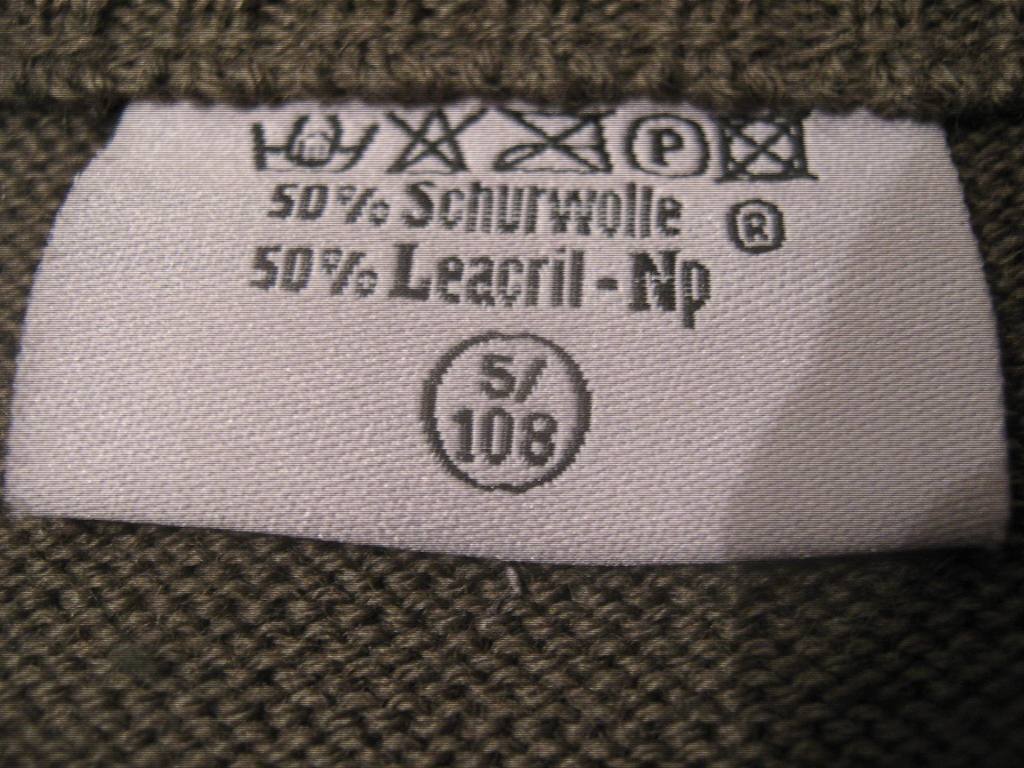 P
50% Schurwolle
50% Leacril-Np ®
5/
108